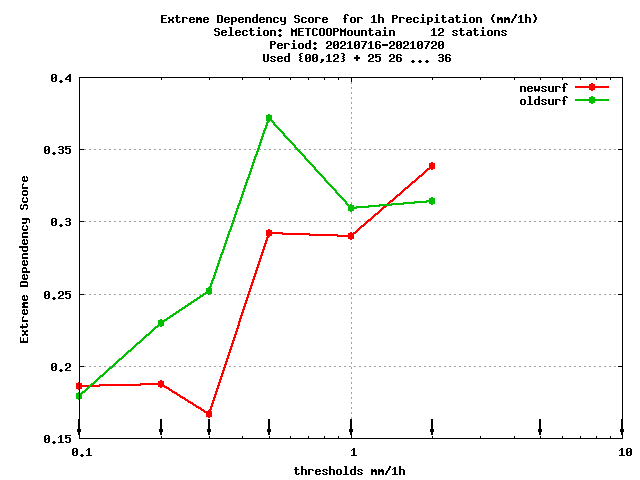 Extreme Dependency Score  for 1h Precipitation (mm/1h)
Selection: METCOOPMountain     12 stations
Period: 20210716-20210720
Used {00,12} + 25 26 ... 36
newsurf
oldsurf
0.4
0.35
0.3
0.25
0.2
0.15
Extreme Dependency Score
0.1 1 10
thresholds mm/1h